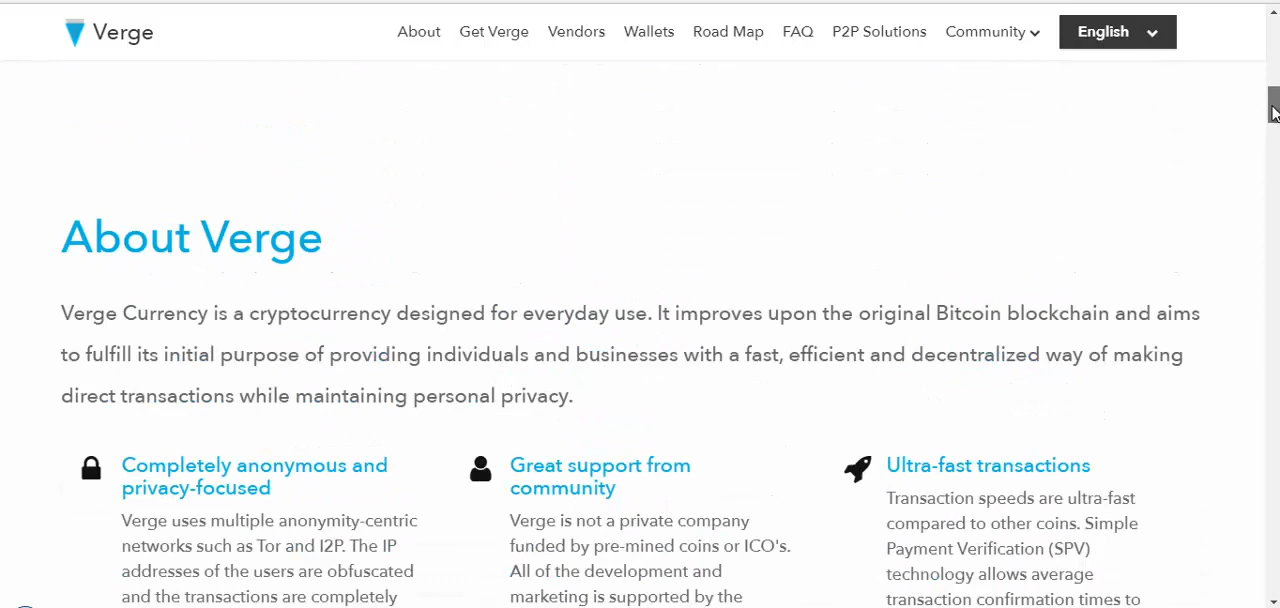 Verge
About Get Verge Vendors Wallets Road Map FAQ P2P Solutions Community English
About Verge
Verge Currency is a cryptocurrency designed for everyday use. It improves upon the original Bitcoin blockchain and aims
to fulfill its initial purpose of providing individuals and businesses with a fast, efficient and decentralized way of making
direct transactions while maintaining personal privacy.
Completely anonymous and
privacy-focused
Verge uses multiple anonymity-centric
networks such as Tor and I2P. The IP
addresses of the users are obfuscated
and the transactions are completely
Great support from
community
Verge is not a private company
funded by pre-mined coins or ICO's.
All of the development and
marketing is supported by the
Ultra-fast transactions
Transaction speeds are ultra-fast
compared to other coins. Simple
Payment Verification (SPV)
technology allows average
transaction confirmation times to